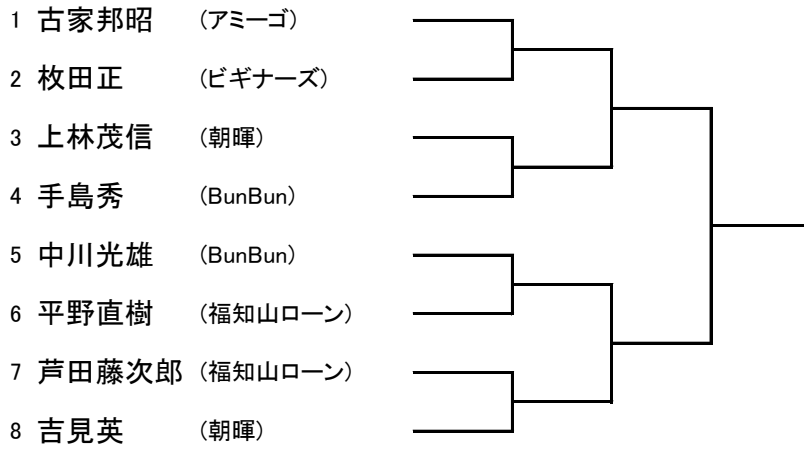 1 古家邦昭 (アミーゴ)
2 枚田正 (ビギナーズ)
3 上林茂信 (朝暉)
4 手島秀 (BunBun)
5 中川光雄 (BunBun)
6 平野直樹 (福知山ローン)
7 芦田藤次郎 (福知山ローン)
8 吉見英 (朝暉)